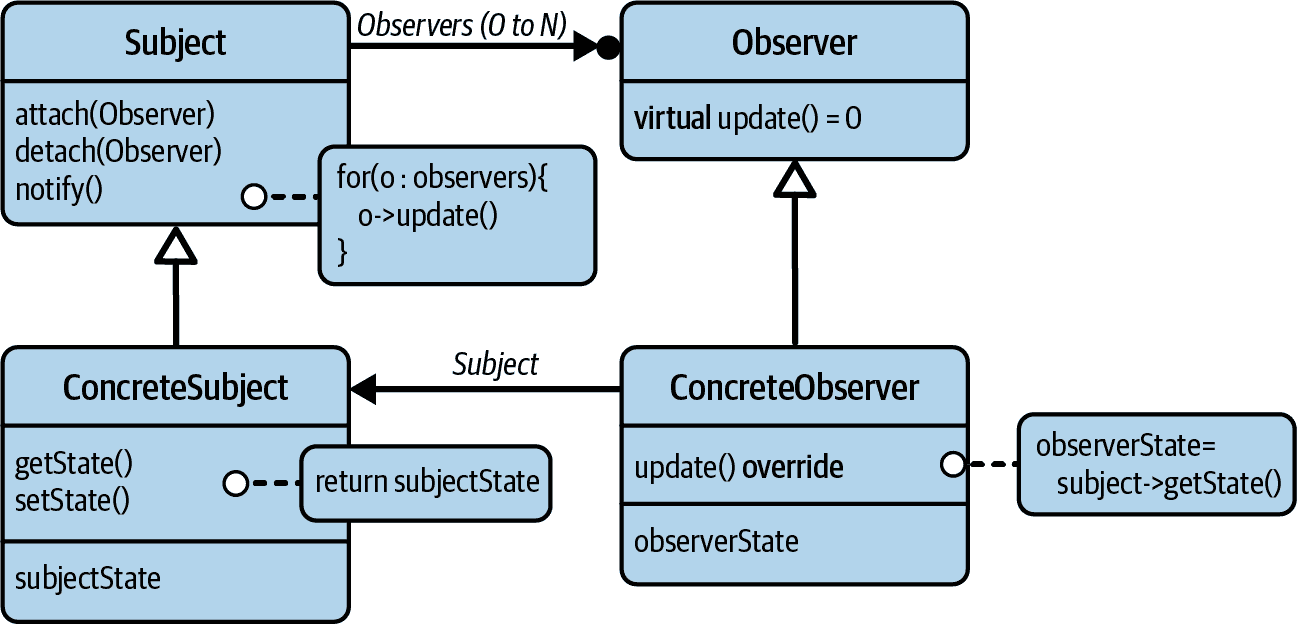 Subject
Observers (0 to N)
Observer
attach(Observer)
detach(Observer)
notify()
for(o : observers){
o->update()
}
virtual update() = 0
ConcreteSubject
Subject
ConcreteObserver
getState()
setState()
return subjectState
subjectState
update() override
observerState
observerState=
subject->getState()